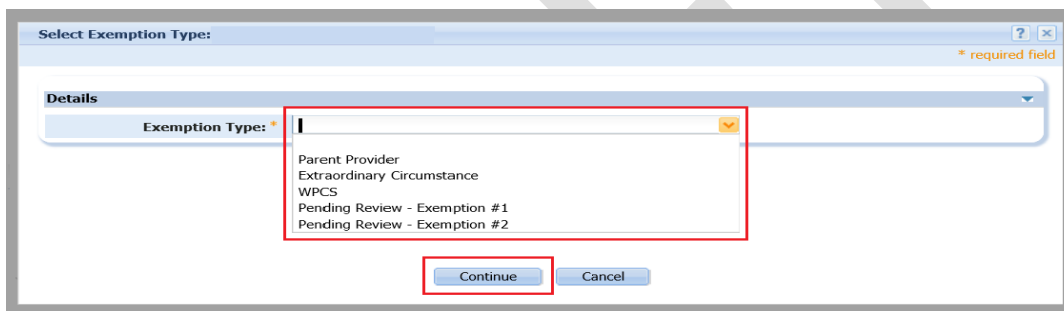 Select Exemption Type: ?
* required field
Details
Exemption Type: *
Parent Provider
Extraordinary Circumstance
WPCS
Pending Review - Exemption #1
Pending Review - Exemption #2
Continue Cancel